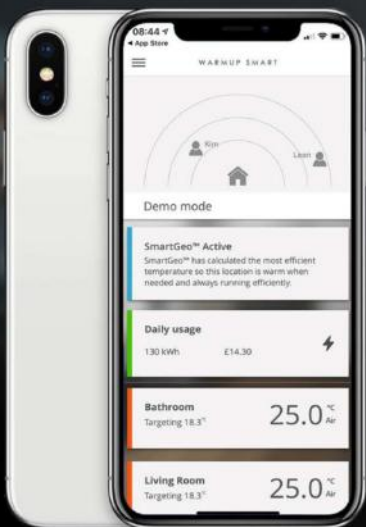 08:44
◀ App Store
WARMUP SMART
Kim
Leon
Demo mode
SmartGeo™ Active
SmartGeo™ has calculated the most efficient
temperature so this location is warm when
needed and always running efficiently.
Daily usage
130 kWh £14.30
Bathroom
Targeting 18.3°
25.0 °C Air
Living Room
Targeting 18.3°
25.0 °C Air